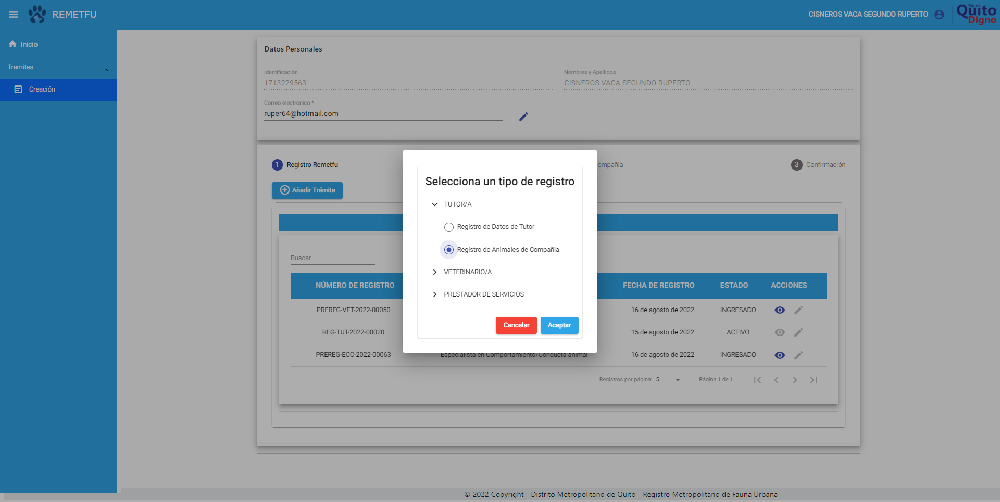 REMETFU
CISNEROS VACA SEGUNDO RUPERTO
Por un
Quito
Digno
Inicio
Tramites
Creación
Datos Personales
Identificación
Nombres y Apellidos
1713229563
CISNEROS VACA SEGUNDO RUPERTO
Correo electrónico *
ruper64@hotmail.com
1 Registro Remetfu
ompañia
3 Confirmación
Añadir Trámite
Selecciona un tipo de registro
TUTOR/A
Registro de Datos de Tutor
Registro de Animales de Compañia
VETERINARIO/A
PRESTADOR DE SERVICIOS
Cancelar
Aceptar
Buscar
NÚMERO DE REGISTRO
FECHA DE REGISTRO
ESTADO
ACCIONES
PREREG-VET-2022-00050
16 de agosto de 2022
INGRESADO
REG-TUT-2022-00020
15 de agosto de 2022
ACTIVO
PREREG-ECC-2022-00063
Especialista en Comportamiento/Conducta animal
16 de agosto de 2022
INGRESADO
Registros por página: 5
Página 1 de 1
© 2022 Copyright - Distrito Metropolitano de Quito - Registro Metropolitano de Fauna Urbana